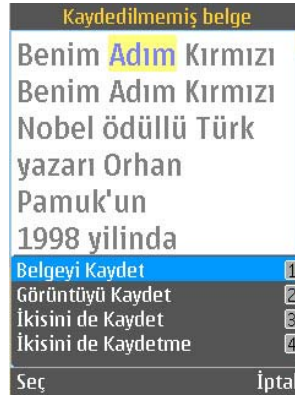 Kaydedilmemiş belge
Benim Adım Kırmızı
Benim Adım Kırmızı
Nobel ödüllü Türk
yazarı Orhan
Pamuk'un
1998 yilinda
Belgeyi Kaydet 1
Görüntüyü Kaydet 2
İkisini de Kaydet 3
İkisini de Kaydetme 4
Seç İptal